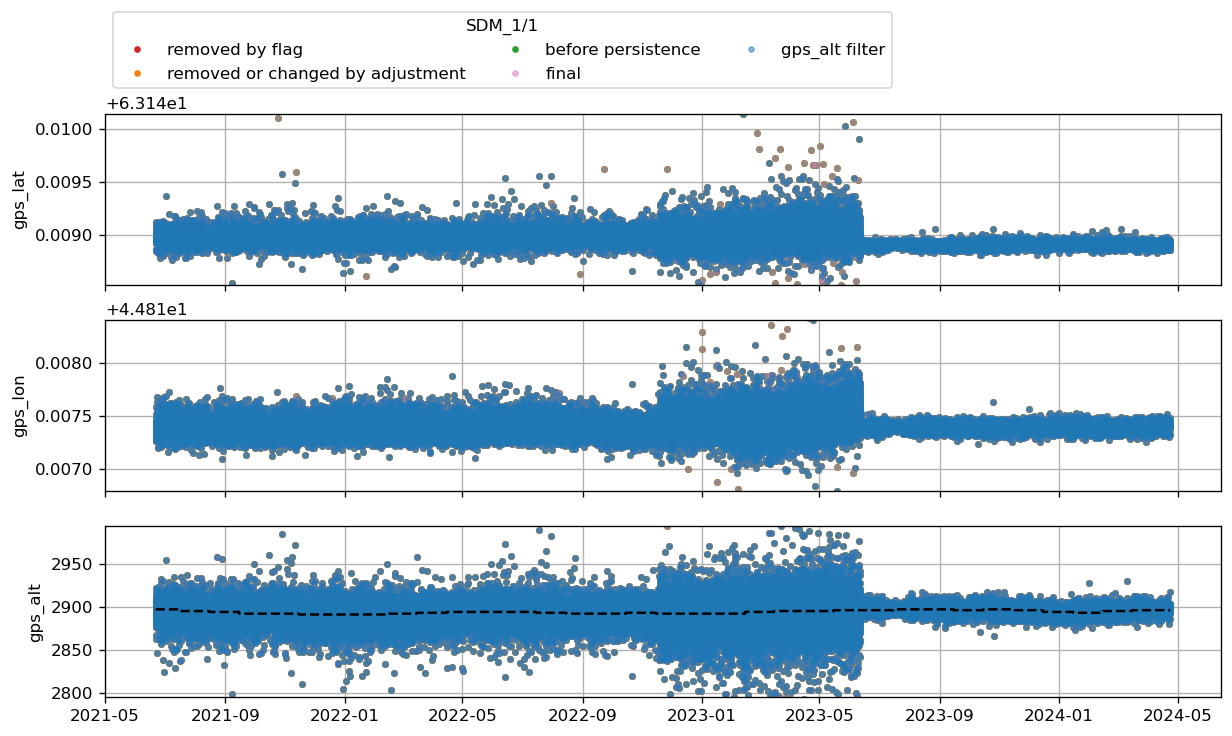 SDM_1/1
removed by flag
before persistence
gps_alt filter
removed or changed by adjustment
final
+6.314e1
0.0100
0.0095
0.0090
gps_lat
+4.481e1
0.0080
0.0075
0.0070
gps_lon
2950
2900
2850
2800
gps_alt
2021-05
2021-09
2022-01
2022-05
2022-09
2023-01
2023-05
2023-09
2024-01
2024-05